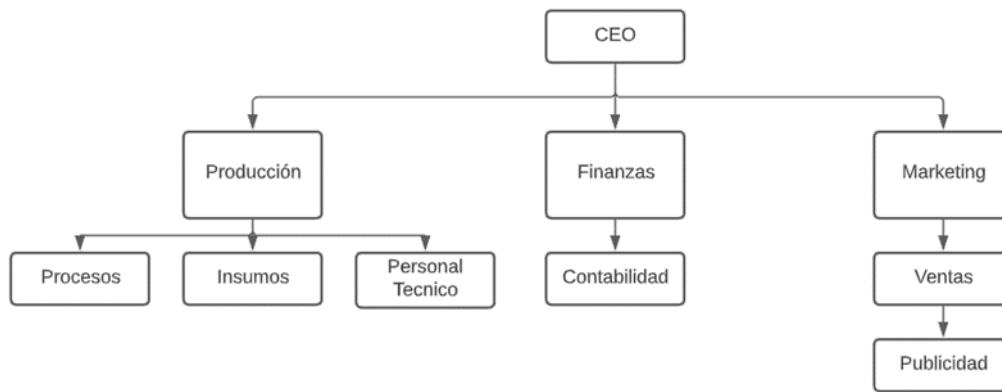 CEO
Producción
Finanzas
Marketing
Procesos
Insumos
Personal
Tecnico
Contabilidad
Ventas
Publicidad